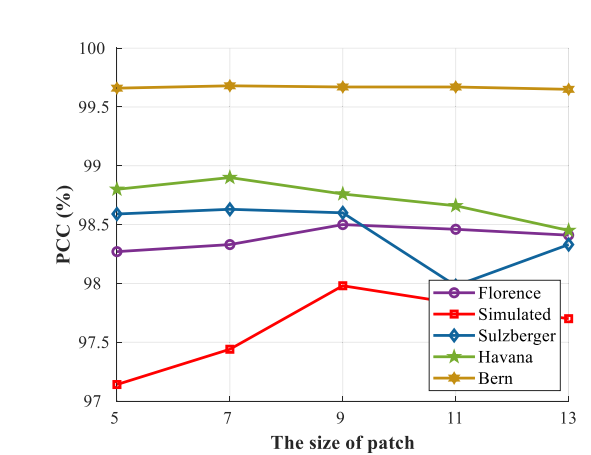 100
99.5
99
98.5
98
97.5
97
PCC (%)
5
7
9
11
13
The size of patch
Florence
Simulated
Sulzberger
Havana
Bern